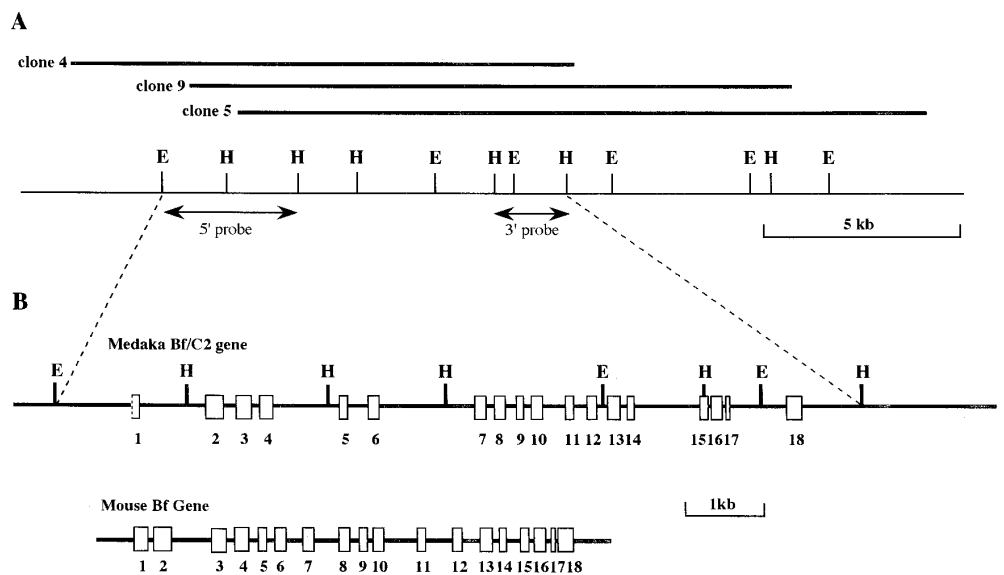 A
clone 4
clone 9
clone 5
E H H H E H E H E E H E
5' probe 3' probe 5 kb
B
Medaka Bf/C2 gene
E H H H E H E H
1 2 3 4 5 6 7 8 9 10 11 12 13 14 15 16 17 18
Mouse Bf Gene
1kb
1 2 3 4 5 6 7 8 9 10 11 12 13 14 15 16 17 18